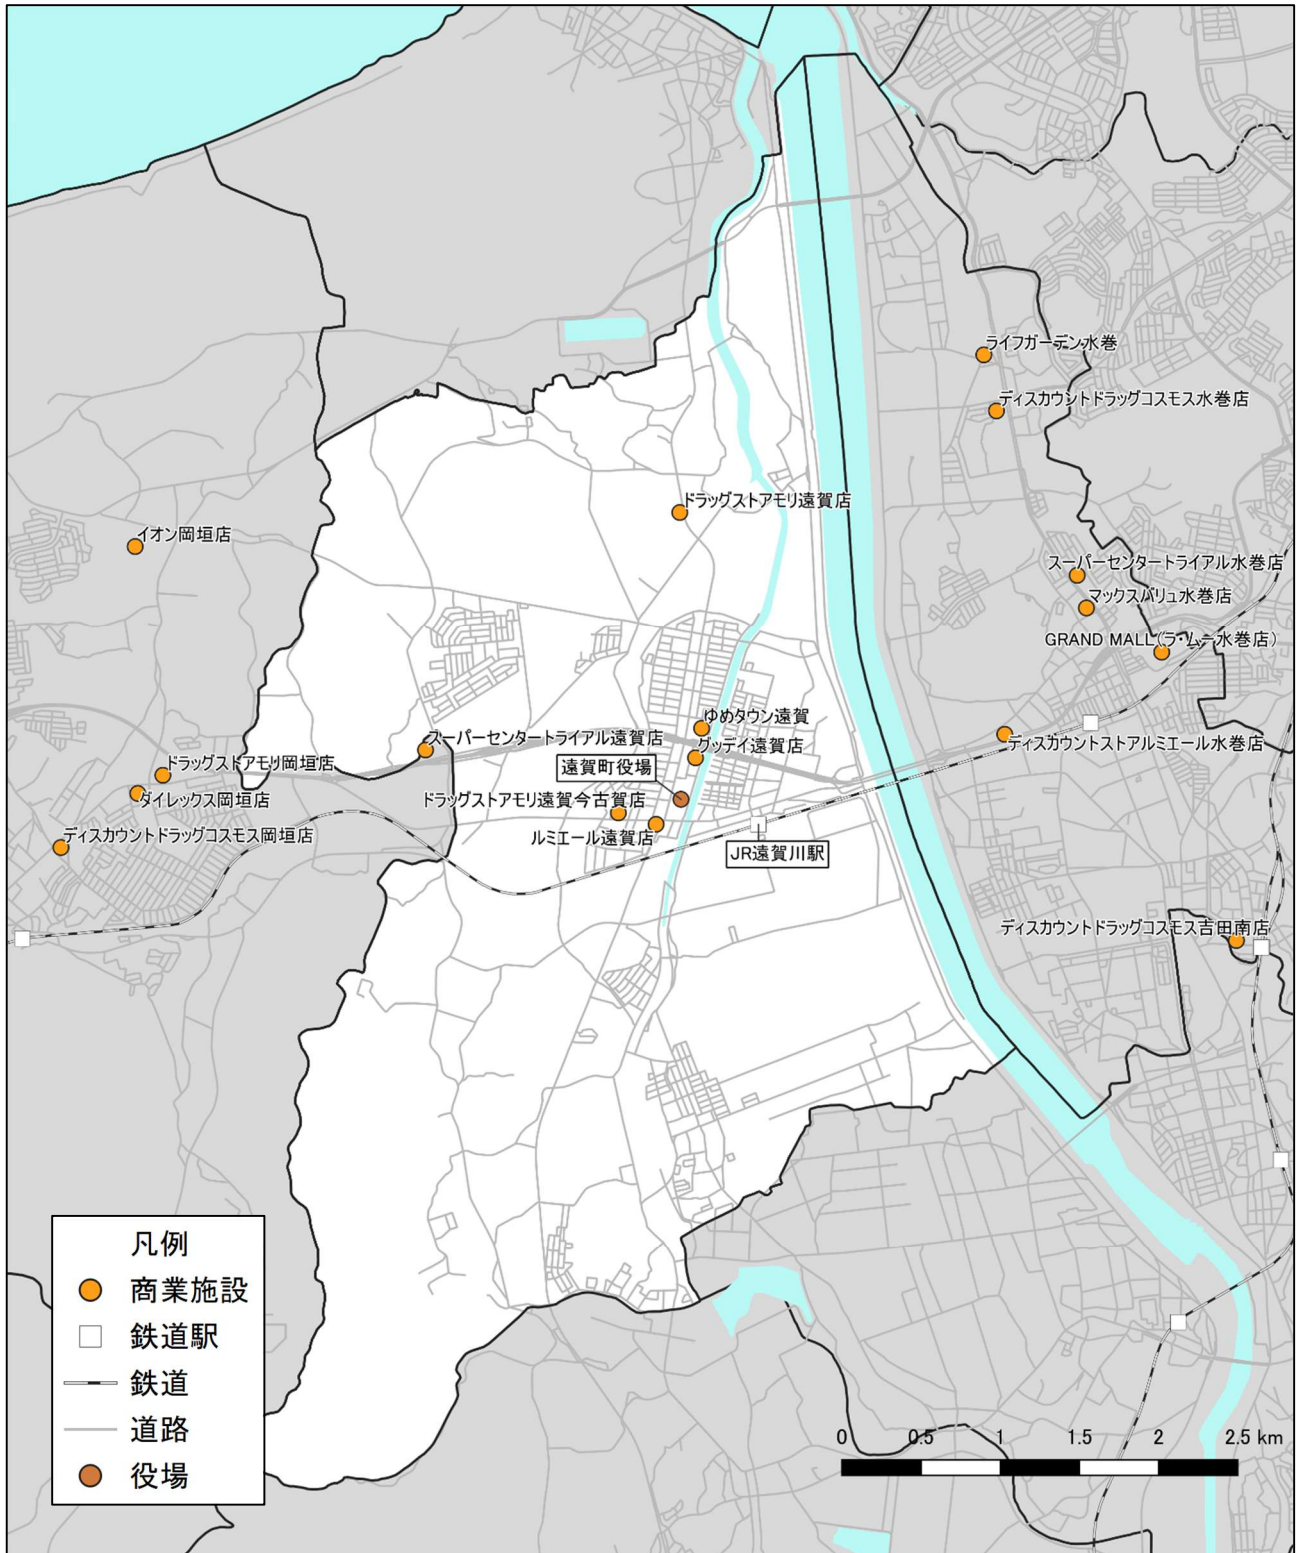 ライフガーデン水巻
ディスカウントドラッグコスモス水巻店
ドラッグストアモリ遠賀店
イオン岡垣店
スーパーセンタートライアル水巻店
マックスバリュ水巻店
GRAND MALL(ラ・ムー水巻店)
ゆめタウン遠賀
スーパーセンタートライアル遠賀店
グッデイ遠賀店
ディスカウントストアルミエール水巻店
ドラッグストアモリ岡垣店
遠賀町役場
ダイレックス岡垣店
ドラッグストアモリ遠賀今古賀店
ディスカウントドラッグコスモス岡垣店
ルミエール遠賀店
JR遠賀川駅
ディスカウントドラッグコスモス吉田南店
凡例
商業施設
鉄道駅
鉄道
道路
役場
0 0.5 1 1.5 2 2.5 km